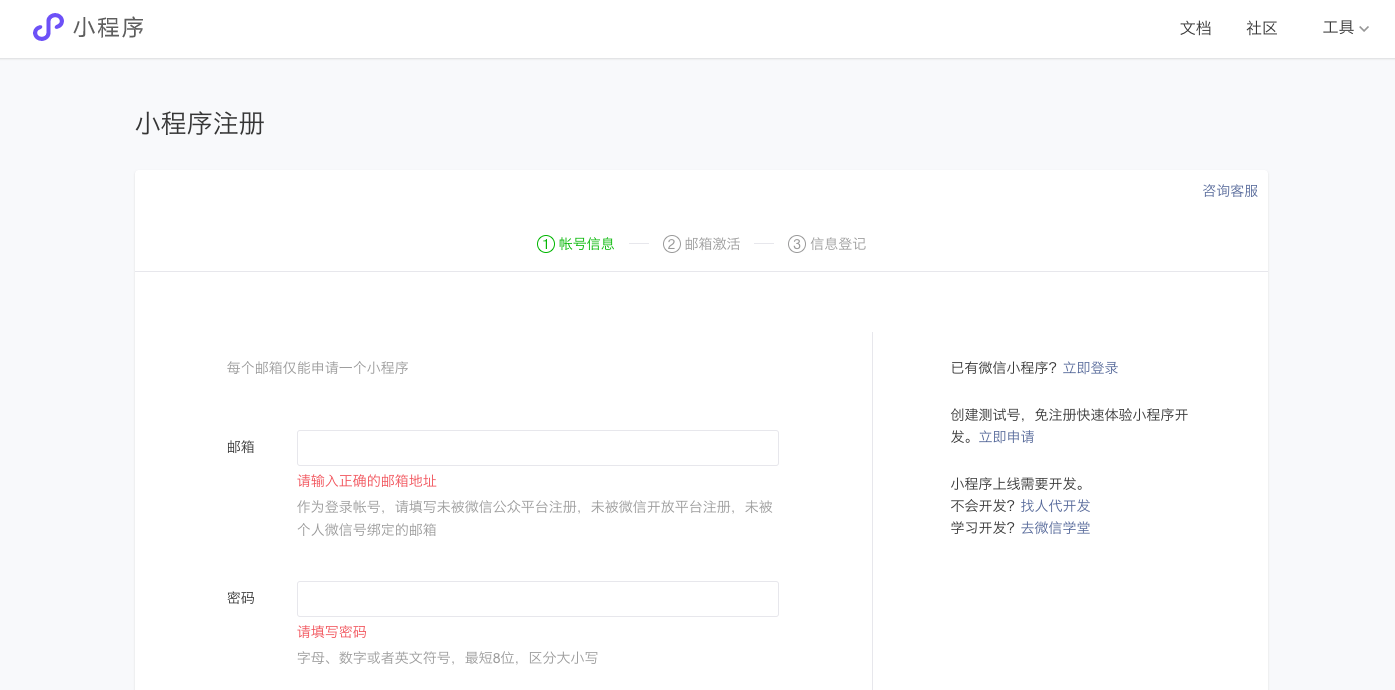 小程序
文档 社区 工具
小程序注册
咨询客服
① 帐号信息 ② 邮箱激活 ③ 信息登记
每个邮箱仅能申请一个小程序
邮箱
请输入正确的邮箱地址
作为登录帐号，请填写未被微信公众平台注册，未被微信开放平台注册，未被
个人微信号绑定的邮箱
密码
请填写密码
字母、数字或者英文符号，最短8位，区分大小写
已有微信小程序？立即登录
创建测试号，免注册快速体验小程序开
发。立即申请
小程序上线需要开发。
不会开发？找人代开发
学习开发？去微信学堂